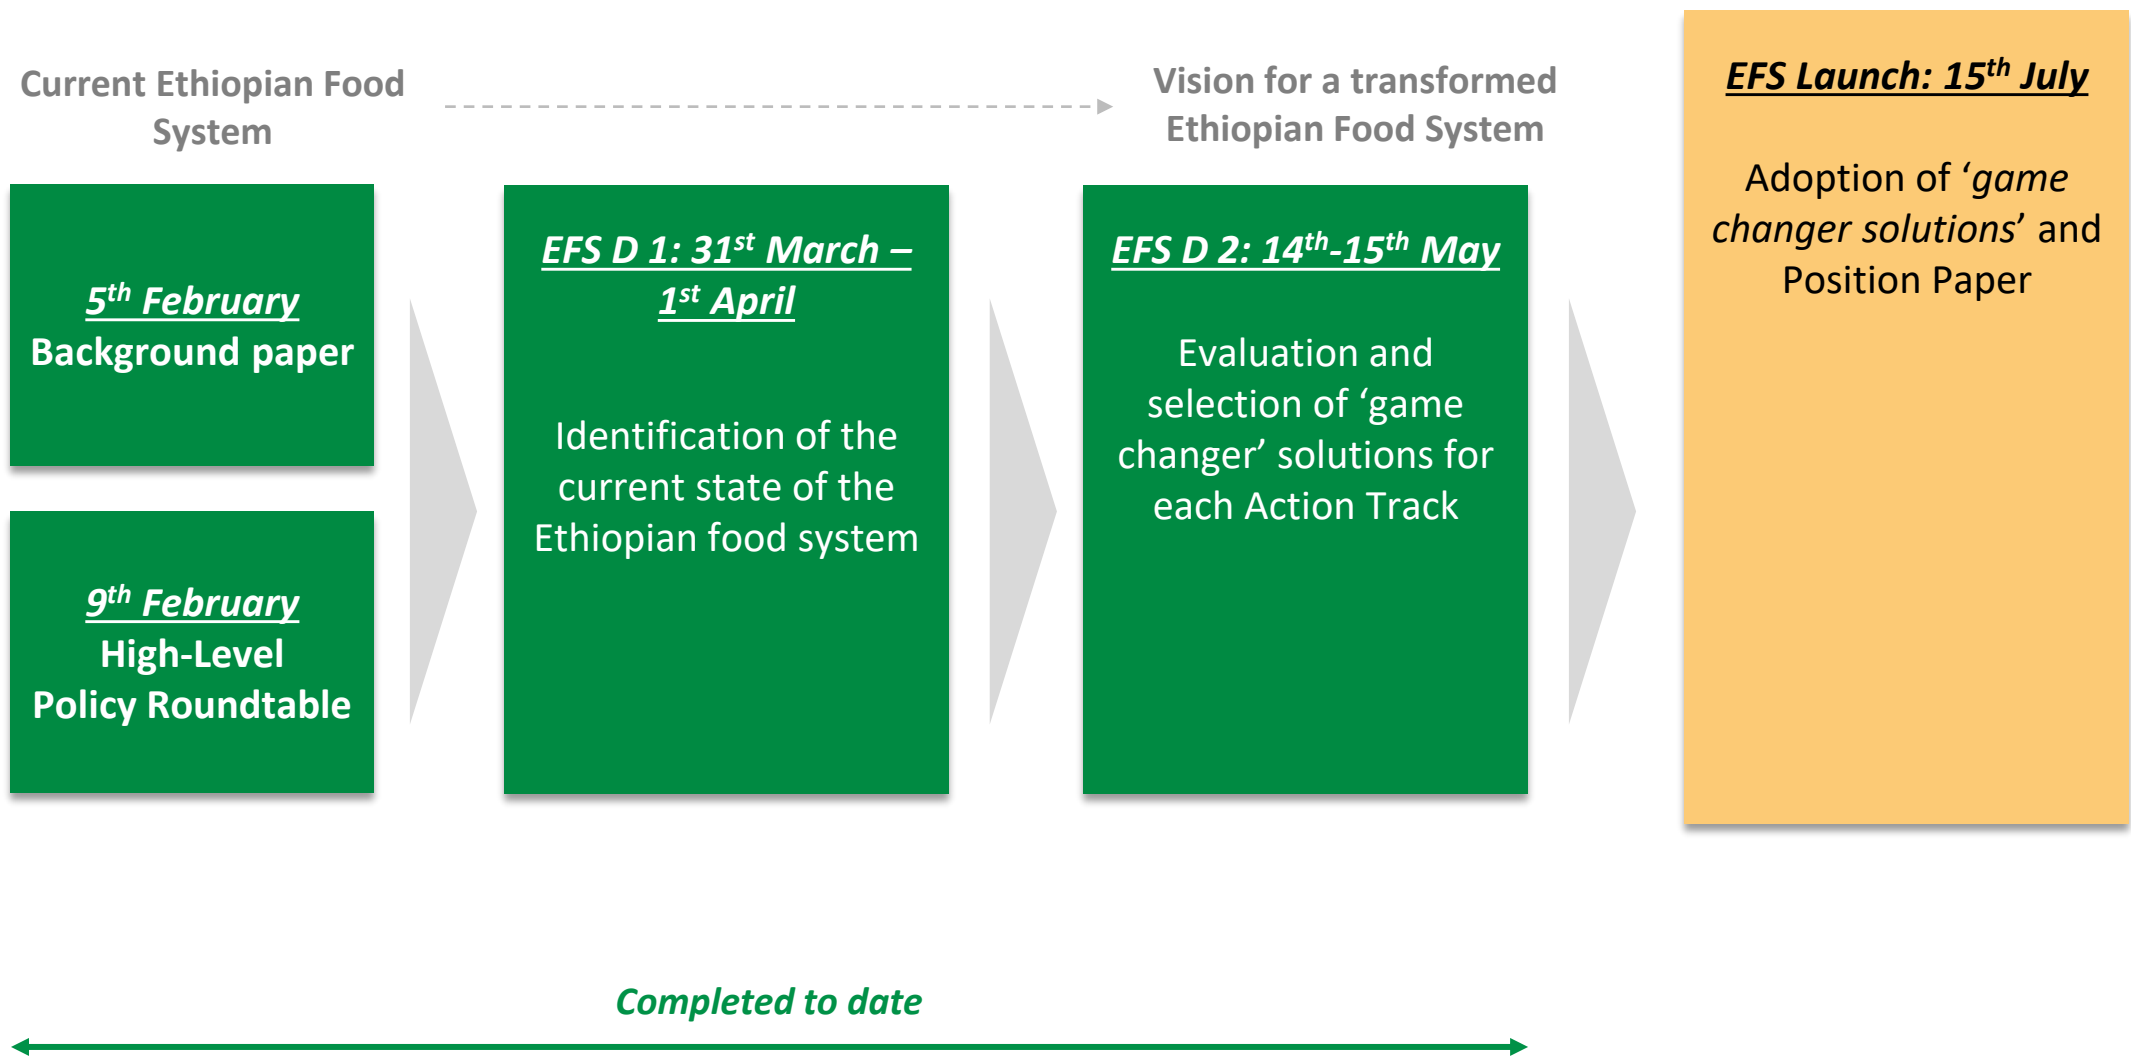 Current Ethiopian Food
System
Vision for a transformed
Ethiopian Food System
5th February
Background paper
9th February
High-Level
Policy Roundtable
EFS D 1: 31st March –
1st April
Identification of the
current state of the
Ethiopian food system
EFS D 2: 14th-15th May
Evaluation and
selection of ‘game
changer’ solutions for
each Action Track
EFS Launch: 15th July
Adoption of ‘game
changer solutions’ and
Position Paper
Completed to date